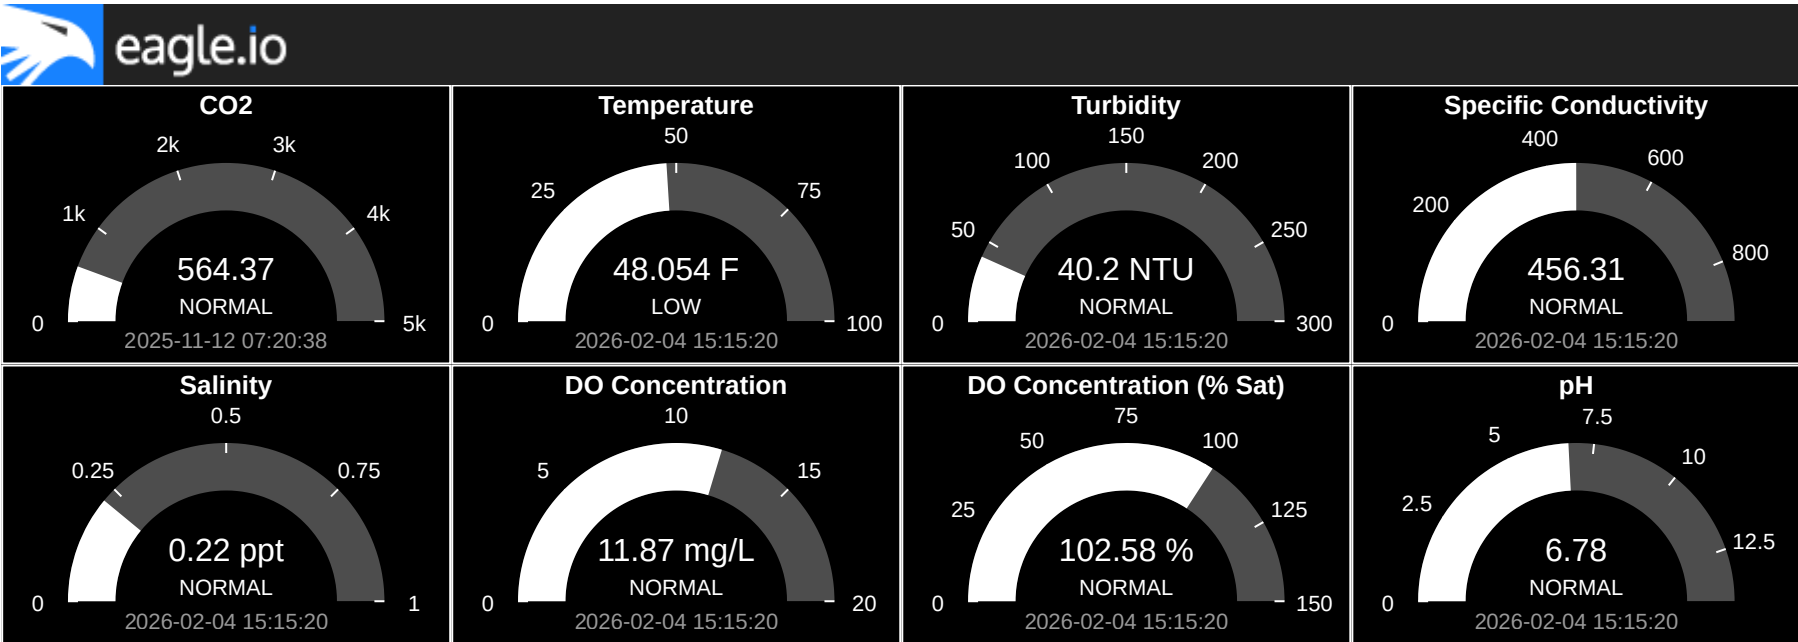 eagle.io
CO2
0
1k
2k
3k
4k
5k
564.37
NORMAL
2025-11-12 07:20:38
Temperature
0
25
50
75
100
48.054 F
LOW
2026-02-04 15:15:20
Turbidity
0
50
100
150
200
250
300
40.2 NTU
NORMAL
2026-02-04 15:15:20
Specific Conductivity
0
200
400
600
800
456.31
NORMAL
2026-02-04 15:15:20
Salinity
0
0.25
0.5
0.75
1
0.22 ppt
NORMAL
2026-02-04 15:15:20
DO Concentration
0
5
10
15
20
11.87 mg/L
NORMAL
2026-02-04 15:15:20
DO Concentration (% Sat)
0
25
50
75
100
125
150
102.58 %
NORMAL
2026-02-04 15:15:20
pH
0
2.5
5
7.5
10
12.5
6.78
NORMAL
2026-02-04 15:15:20